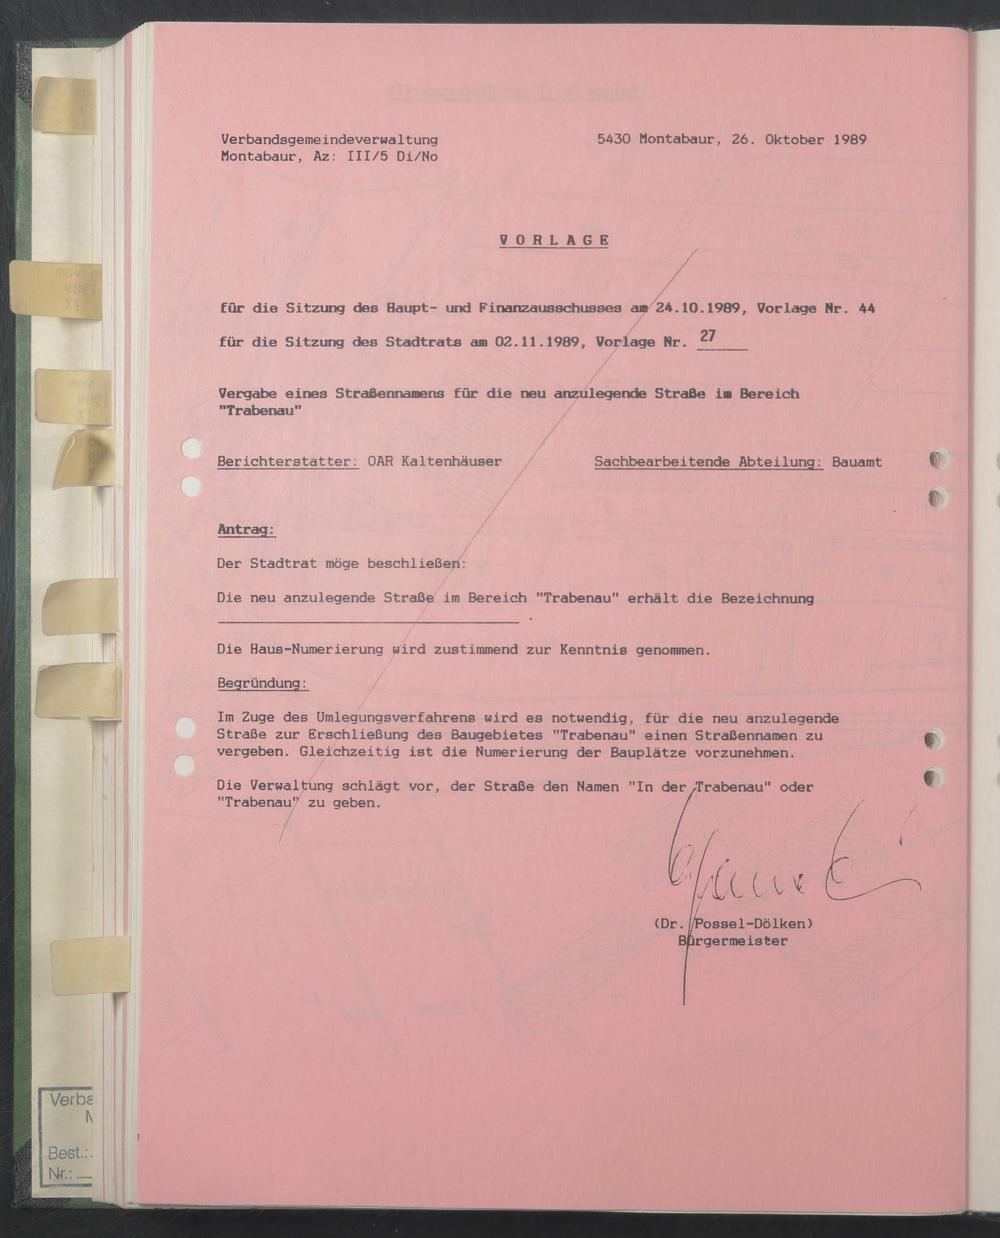 Verbandsgemeindeverwaltung
Montabaur, Az: III/5 Di/No
5430 Montabaur, 26. Oktober 1989
VORLAGE
für die Sitzung des Haupt- und Finanzausschusses am 24.10.1989, Vorlage Nr. 44
für die Sitzung des Stadtrats am 02.11.1989, Vorlage Nr. 27
Vergabe eines Straßennamens für die neu anzulegende Straße im Bereich
"Trabenau"
Berichterstatter: OAR Kaltenhäuser
Sachbearbeitende Abteilung: Bauamt
Antrag:
Der Stadtrat möge beschließen:
Die neu anzulegende Straße im Bereich "Trabenau" erhält die Bezeichnung
.
Die Haus-Numerierung wird zustimmend zur Kenntnis genommen.
Begründung:
Im Zuge des Umlegungsverfahrens wird es notwendig, für die neu anzulegende
Straße zur Erschließung des Baugebietes "Trabenau" einen Straßennamen zu
vergeben. Gleichzeitig ist die Numerierung der Bauplätze vorzunehmen.
Die Verwaltung schlägt vor, der Straße den Namen "In der Trabenau" oder
"Trabenau" zu geben.
(Dr. Possel-Dölken)
Bürgermeister
Verba
M
Best.:
Nr.: